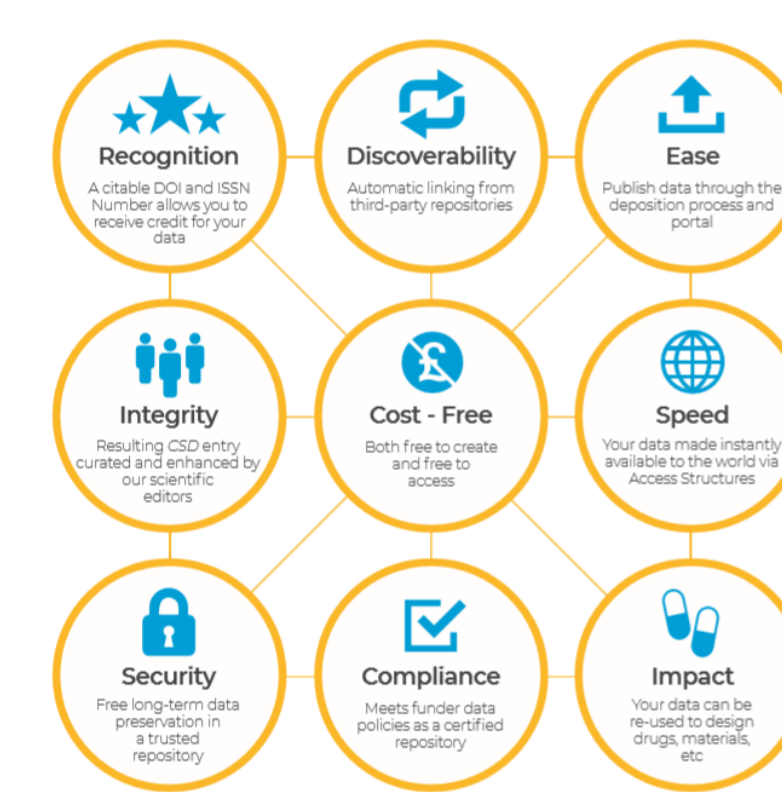 Recognition
A citable DOI and ISSN
Number allows you to
receive credit for your
data
Discoverability
Automatic linking from
third-party repositories
Ease
Publish data through the
deposition process and
portal
Integrity
Resulting CSD entry
curated and enhanced by
our scientific
editors
£
Cost - Free
Both free to create
and free to
access
Speed
Your data made instantly
available to the world via
Access Structures
Security
Free long-term data
preservation in
a trusted
repository
Compliance
Meets funder data
policies as a certified
repository
Impact
Your data can be
re-used to design
drugs, materials,
etc